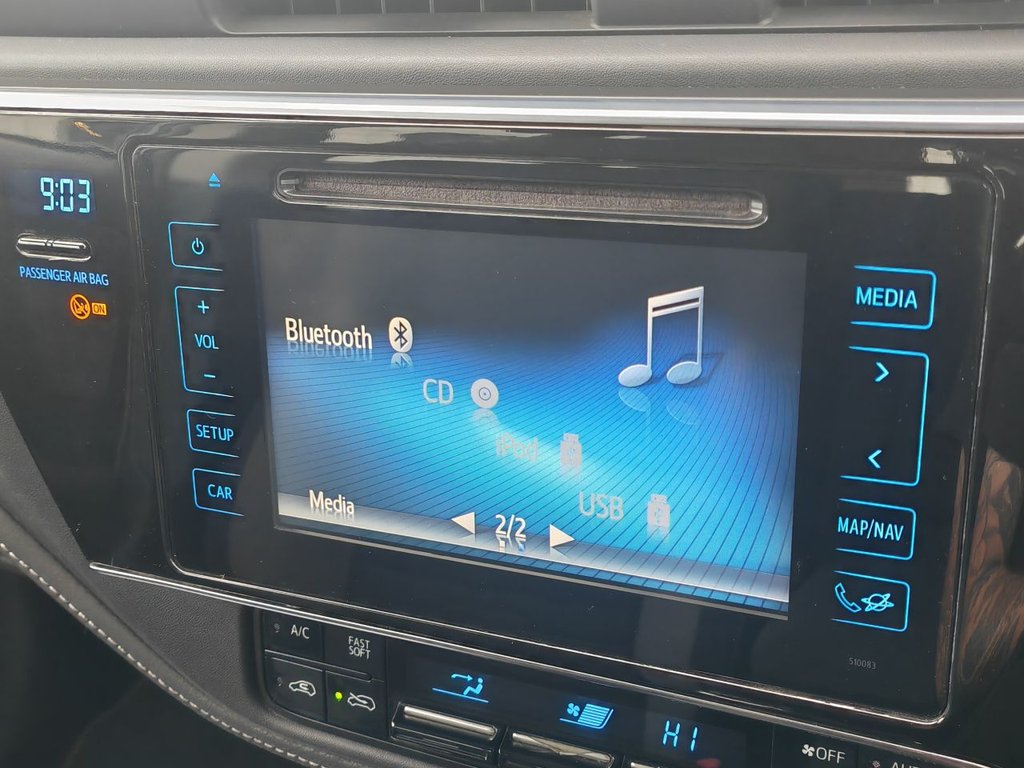 9:03
PASSENGER AIR BAG
ON
VOL
SETUP
CAR
Bluetooth
CD
iPod
USB
Media
2/2
MEDIA
MAP/NAV
510083
A/C
FAST
SOFT
HI
OFF